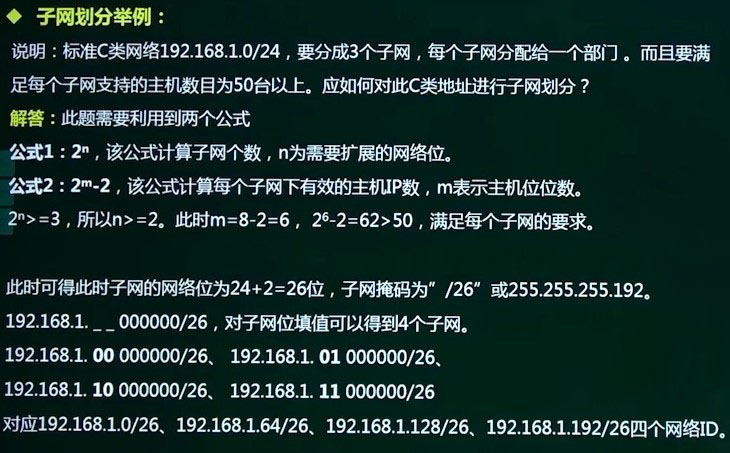 ◆ 子网划分举例：
说明：标准C类网络192.168.1.0/24，要分成3个子网，每个子网分配给一个部门 。而且要满
足每个子网支持的主机数目为50台以上。应如何对此C类地址进行子网划分？
解答：此题需要利用到两个公式
公式1：2ⁿ，该公式计算子网个数，n为需要扩展的网络位。
公式2：2ᵐ-2，该公式计算每个子网下有效的主机IP数，m表示主机位位数。
2ⁿ>=3，所以n>=2。此时m=8-2=6， 2⁶-2=62>50，满足每个子网的要求。
此时可得此时子网的网络位为24+2=26位，子网掩码为”/26”或255.255.255.192。
192.168.1. _ _ 000000/26，对子网位填值可以得到4个子网。
192.168.1. 00 000000/26、 192.168.1. 01 000000/26、
192.168.1. 10 000000/26、 192.168.1. 11 000000/26
对应192.168.1.0/26、192.168.1.64/26、192.168.1.128/26、192.168.1.192/26四个网络ID。